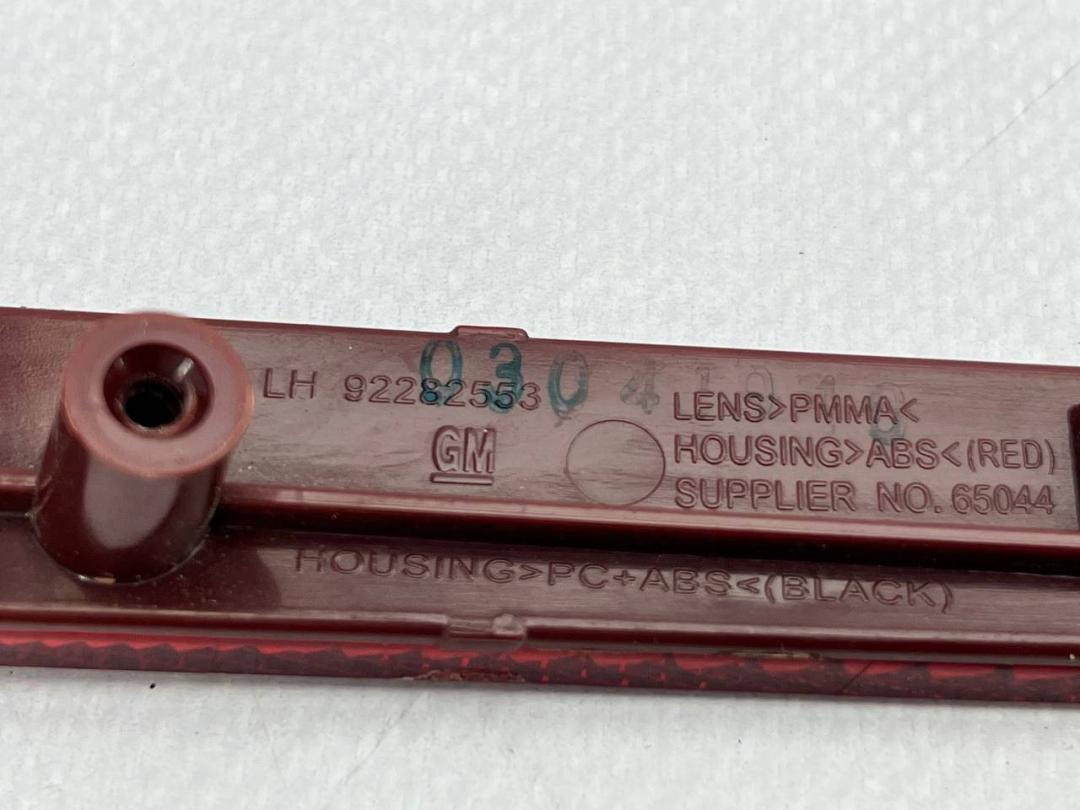 LH 92282553
GM
LENS>PMMA<
HOUSING>ABS<(RED)
SUPPLIER NO. 65044
HOUSING>PC+ABS<(BLACK)